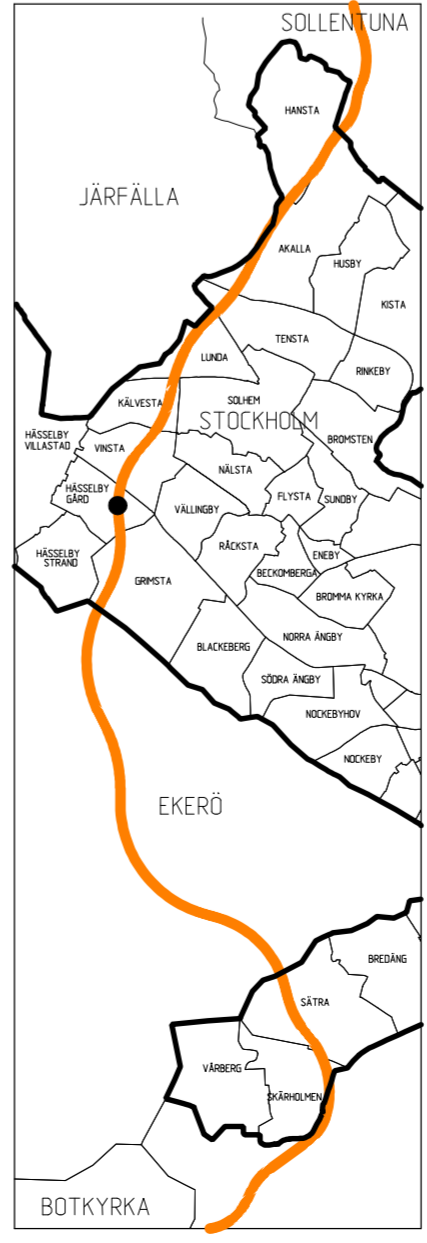 SOLLENTUNA
HANSTA
JÄRFÄLLA
AKALLA
HUSBY
KISTA
TENSTA
LUNDA
RINKEBY
KÄLVESTA
SOLHEM
STOCKHOLM
HÄSSELBY
VILLASTAD
VINSTA
BROMSTEN
NÄLSTA
HÄSSELBY
GÅRD
VÄLLINGBY
FLYSTA
SUNDBY
HÄSSELBY
STRAND
RÅCKSTA
ENEBY
GRIMSTA
BECKOMBERGA
BROMMA KYRKA
BLACKEBERG
NORRA ÄNGBY
SÖDRA ÄNGBY
NOCKEBYHOV
NOCKEBY
EKERÖ
BREDÄNG
SÄTRA
VÅRBERG
SKÄRHOLMEN
BOTKYRKA